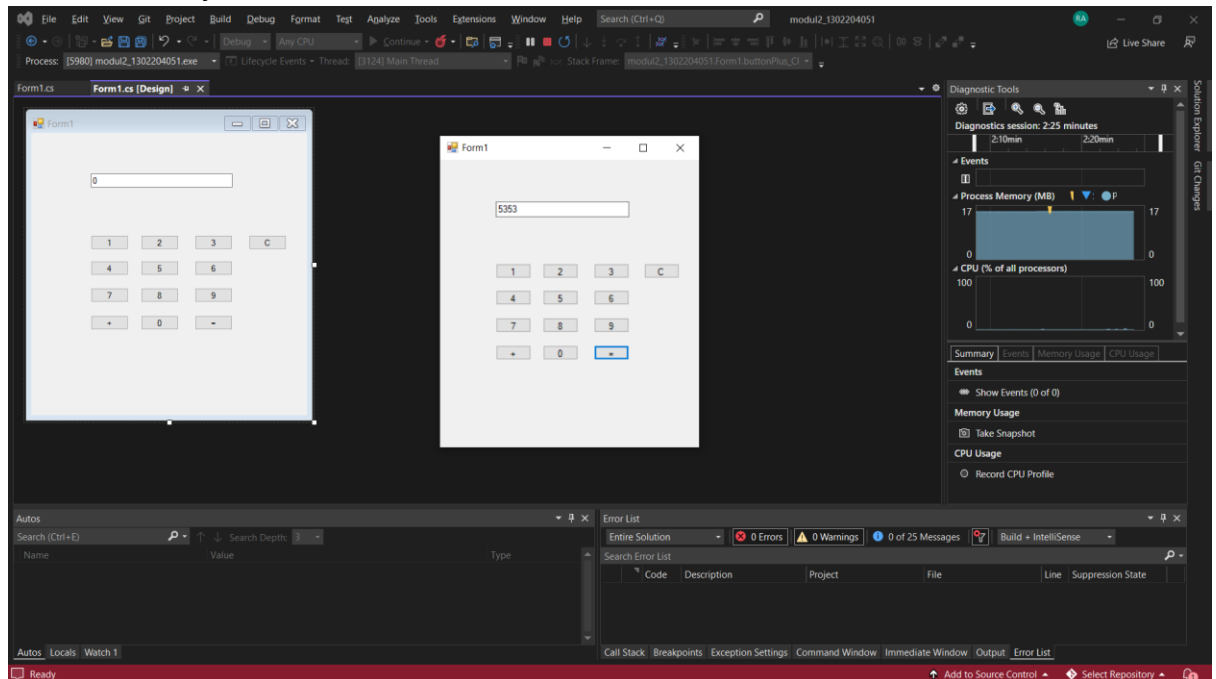 File Edit View Git Project Build Debug Format Test Analyze Tools Extensions Window Help Search (Ctrl+Q) modul2_1302204051 RA
Debug Any CPU Continue Live Share
Process: [5980] modul2_1302204051.exe Lifecycle Events Thread: [3124] Main Thread Stack Frame: modul2_1302204051.Form1.buttonPlus_Cl
Form1.cs Form1.cs [Design]
Form1
0
1 2 3 C
4 5 6
7 8 9
+ 0 =
Form1
5353
1 2 3 C
4 5 6
7 8 9
+ 0 =
Diagnostic Tools
Diagnostics session: 2:25 minutes
2:10min 2:20min
Events
Process Memory (MB) P
17 17
0 0
CPU (% of all processors)
100 100
0 0
Summary Events Memory Usage CPU Usage
Events
Show Events (0 of 0)
Memory Usage
Take Snapshot
CPU Usage
Record CPU Profile
Solution Explorer
Git Changes
Autos
Search (Ctrl+E) Search Depth: 3
Name Value Type
Autos Locals Watch 1
Error List
Entire Solution 0 Errors 0 Warnings 0 of 25 Messages Build + IntelliSense
Search Error List
Code Description Project File Line Suppression State
Call Stack Breakpoints Exception Settings Command Window Immediate Window Output Error List
Ready Add to Source Control Select Repository